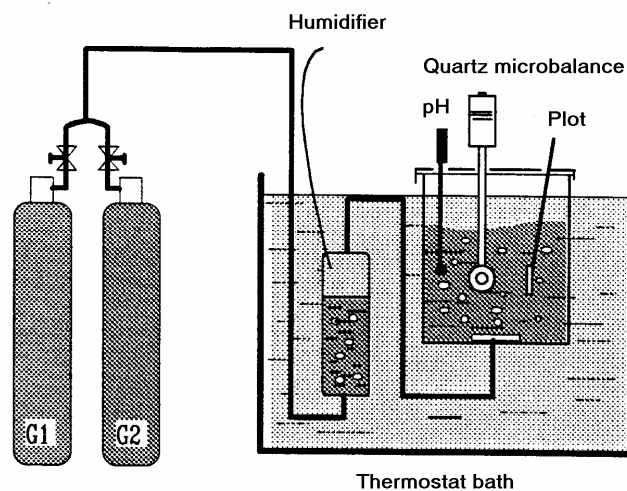 Humidifier
Quartz microbalance
pH
Plot
G1
G2
Thermostat bath